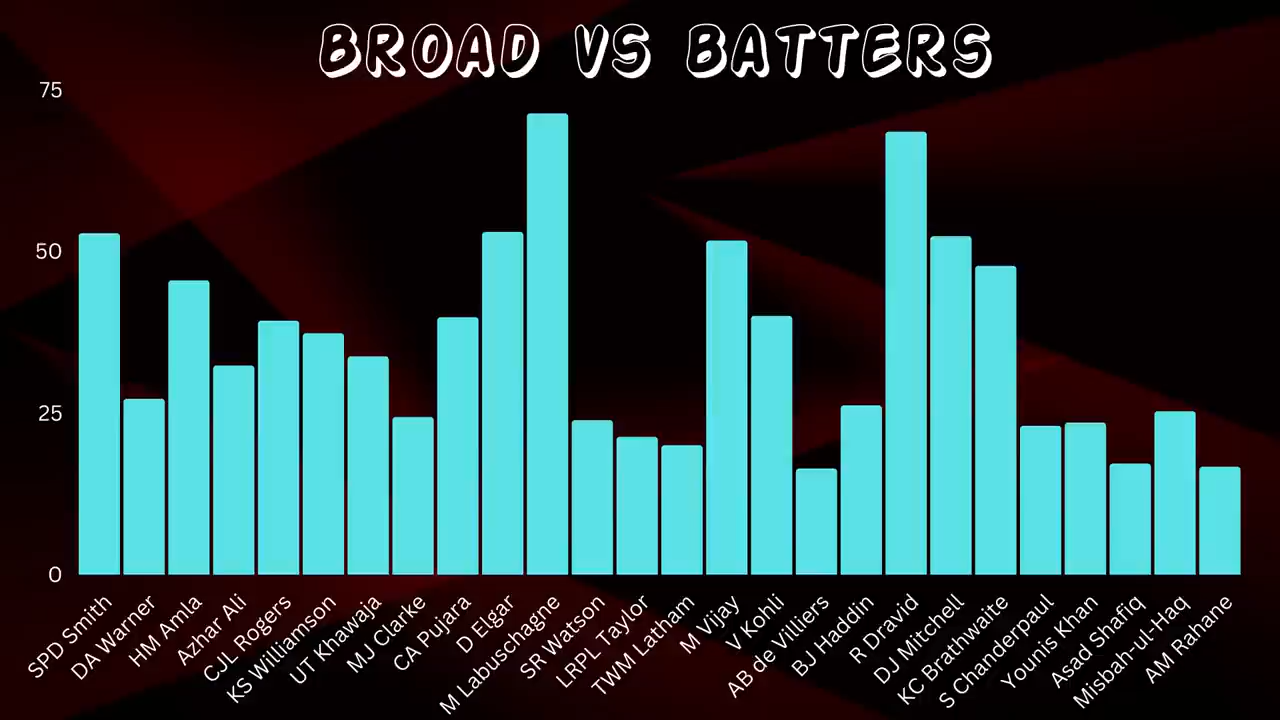 BROAD VS BATTERS
75
50
25
0
SPD Smith
DA Warner
HM Amla
Azhar Ali
CJL Rogers
KS Williamson
UT Khawaja
MJ Clarke
CA Pujara
D Elgar
M Labuschagne
SR Watson
LRPL Taylor
TWM Latham
M Vijay
V Kohli
AB de Villiers
BJ Haddin
R Dravid
DJ Mitchell
KC Brathwaite
S Chanderpaul
Younis Khan
Asad Shafiq
Misbah-ul-Haq
AM Rahane